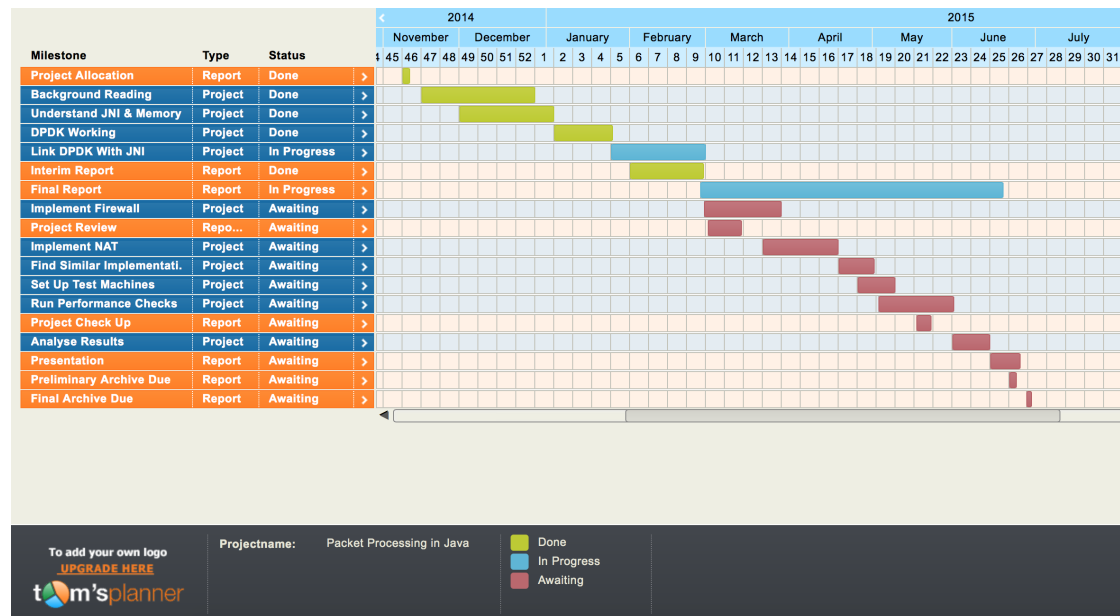 2014 2015
November December January February March April May June July
Milestone Type Status 45 46 47 48 49 50 51 52 1 2 3 4 5 6 7 8 9 10 11 12 13 14 15 16 17 18 19 20 21 22 23 24 25 26 27 28 29 30 31
Project Allocation Report Done
Background Reading Project Done
Understand JNI & Memory Project Done
DPDK Working Project Done
Link DPDK With JNI Project In Progress
Interim Report Report Done
Final Report Report In Progress
Implement Firewall Project Awaiting
Project Review Repo... Awaiting
Implement NAT Project Awaiting
Find Similar Implementati. Project Awaiting
Set Up Test Machines Project Awaiting
Run Performance Checks Project Awaiting
Project Check Up Report Awaiting
Analyse Results Project Awaiting
Presentation Report Awaiting
Preliminary Archive Due Report Awaiting
Final Archive Due Report Awaiting
To add your own logo
UPGRADE HERE
tom'splanner
Projectname: Packet Processing in Java
Done
In Progress
Awaiting